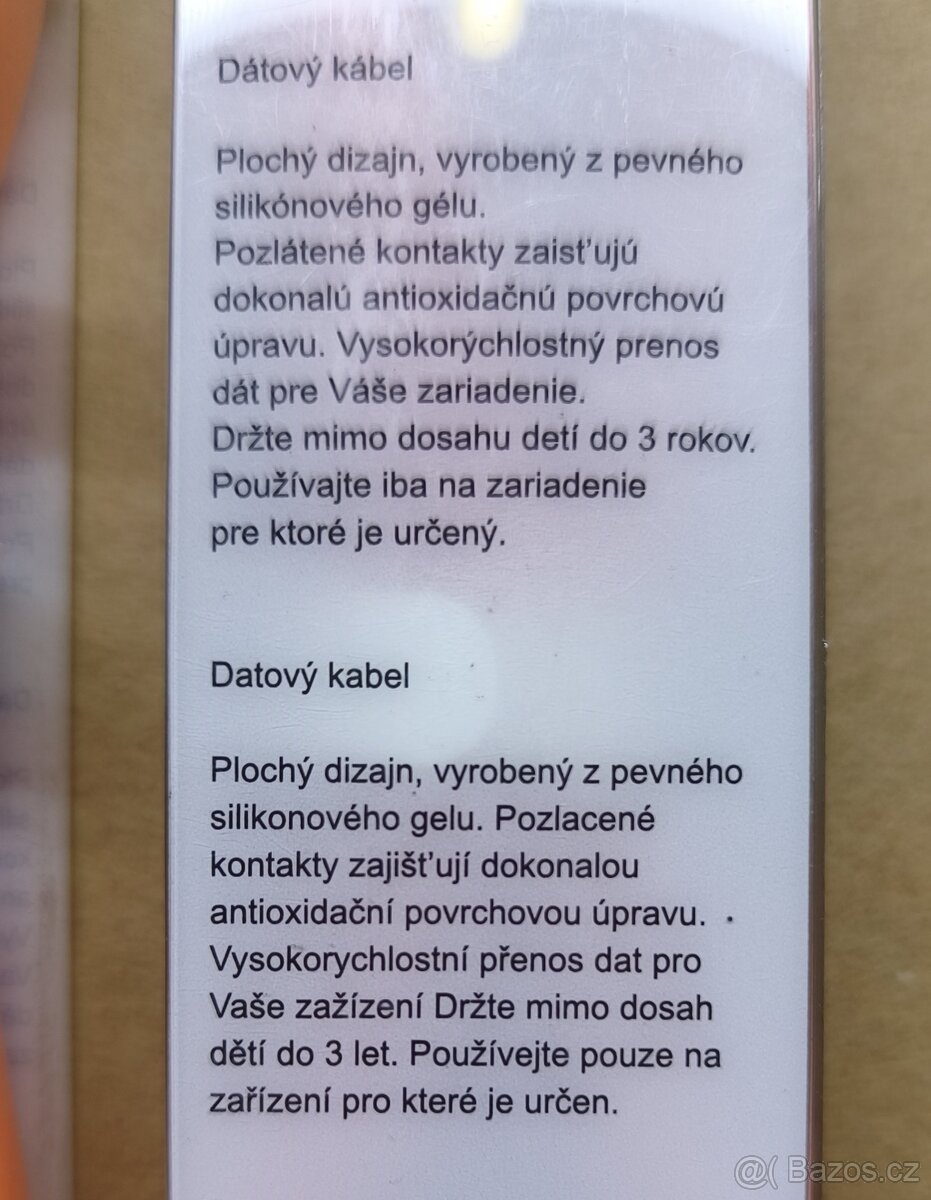 Dátový kábel
Plochý dizajn, vyrobený z pevného
silikónového gélu.
Pozlátené kontakty zaisťujú
dokonalú antioxidačnú povrchovú
úpravu. Vysokorýchlostný prenos
dát pre Váše zariadenie.
Držte mimo dosahu detí do 3 rokov.
Používajte iba na zariadenie
pre ktoré je určený.
Datový kabel
Plochý dizajn, vyrobený z pevného
silikonového gelu. Pozlacené
kontakty zajišťují dokonalou
antioxidační povrchovou úpravu.
Vysokorychlostní přenos dat pro
Vaše zažízení Držte mimo dosah
dětí do 3 let. Používejte pouze na
zařízení pro které je určen.
@( Bazos.cz